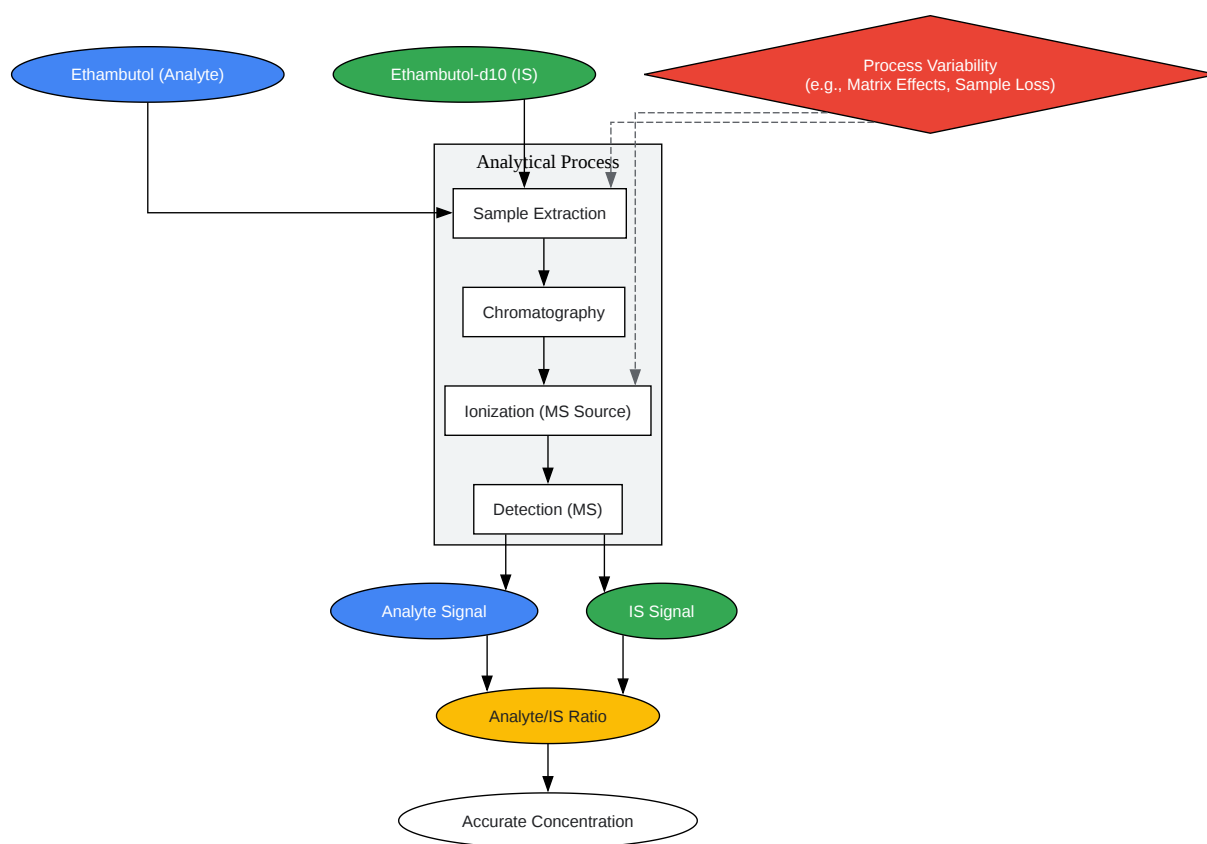 Ethambutol (Analyte)
Ethambutol-d10 (IS)
Process Variability
(e.g., Matrix Effects, Sample Loss)
Analytical Process
Sample Extraction
Chromatography
Ionization (MS Source)
Detection (MS)
Analyte Signal
IS Signal
Analyte/IS Ratio
Accurate Concentration